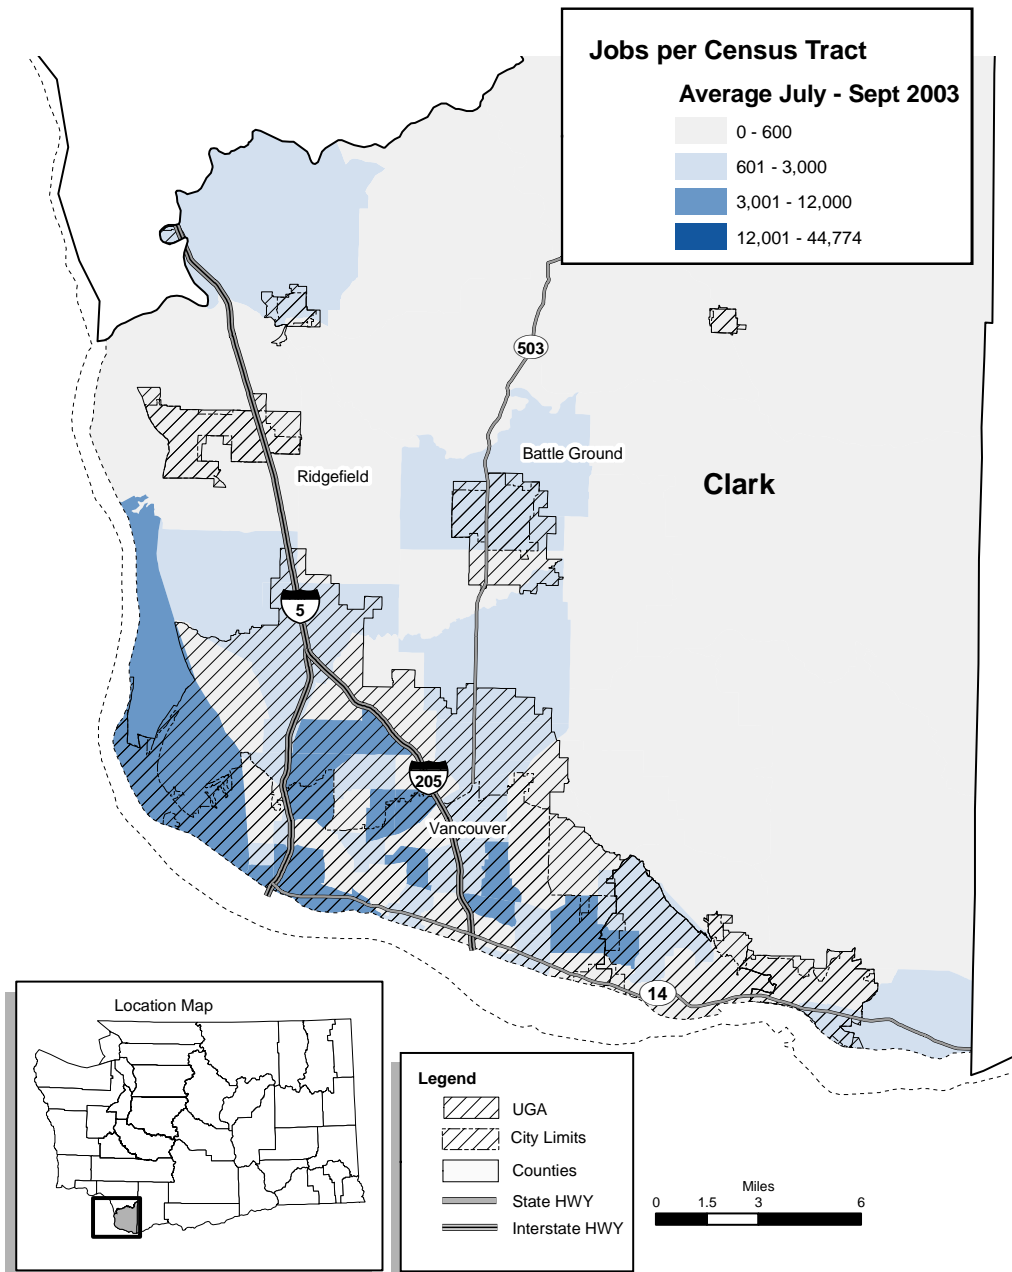 Jobs per Census Tract
Average July - Sept 2003
0 - 600
601 - 3,000
3,001 - 12,000
12,001 - 44,774
503
Battle Ground
Ridgefield
Clark
5
205
Vancouver
14
Location Map
Legend
UGA
City Limits
Counties
State HWY
Interstate HWY
Miles
0 1.5 3 6